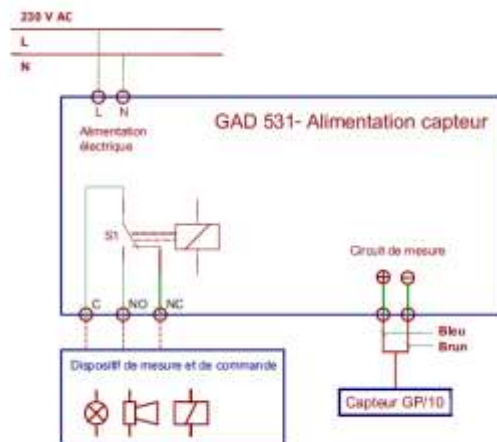 230 V AC
L
N
L N
Alimentation
électrique
GAD 531- Alimentation capteur
S1
Circuit de mesure
C NO NC
Bleu
Brun
Dispositif de mesure et de commande
Capteur GP/10